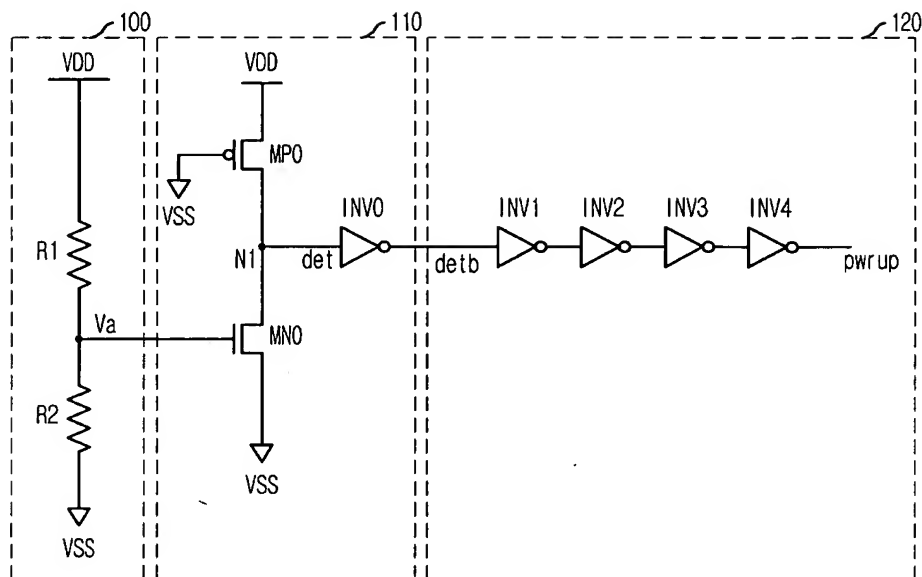 100
110
120
VDD
VDD
MP0
VSS
INV0
INV1
INV2
INV3
INV4
R1
N1
det
detb
pwrup
Va
MN0
R2
VSS
VSS